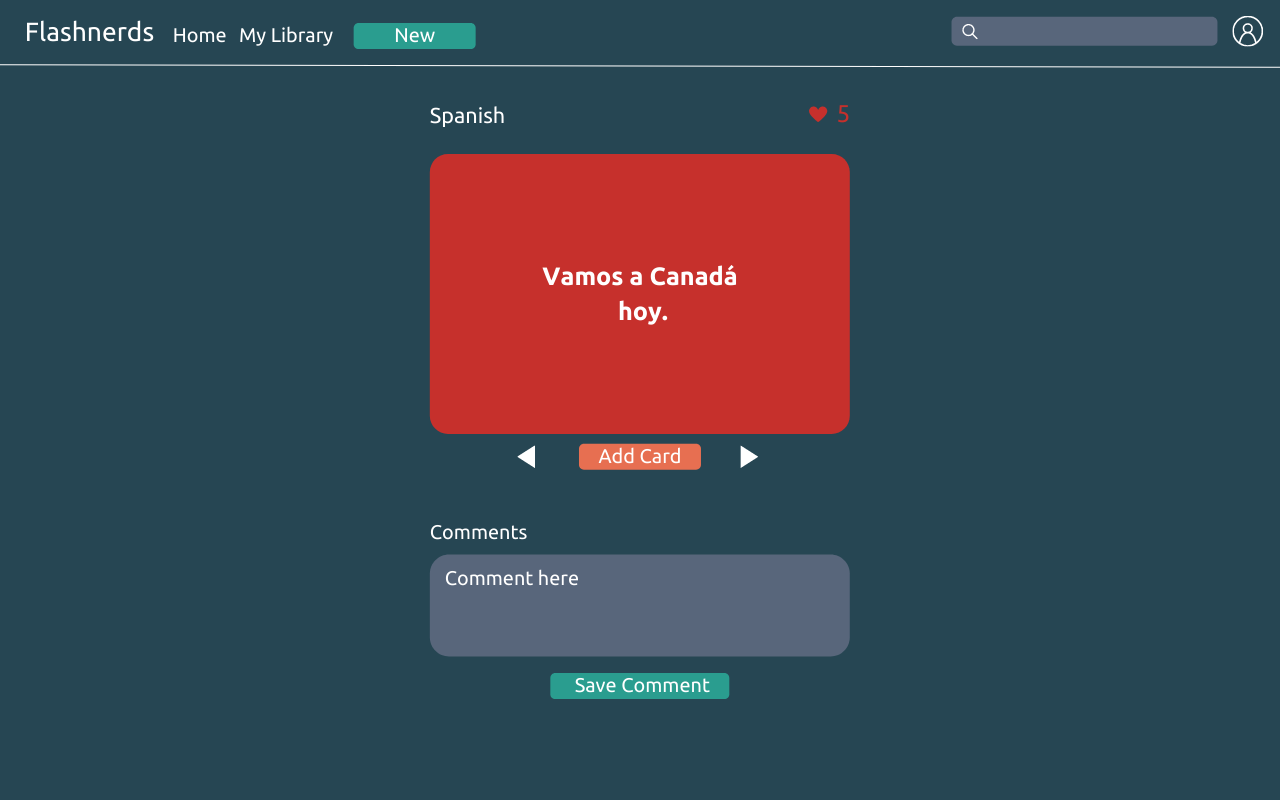 Flashnerds Home My Library New
Spanish 5
Vamos a Canadá
hoy.
Add Card
Comments
Comment here
Save Comment